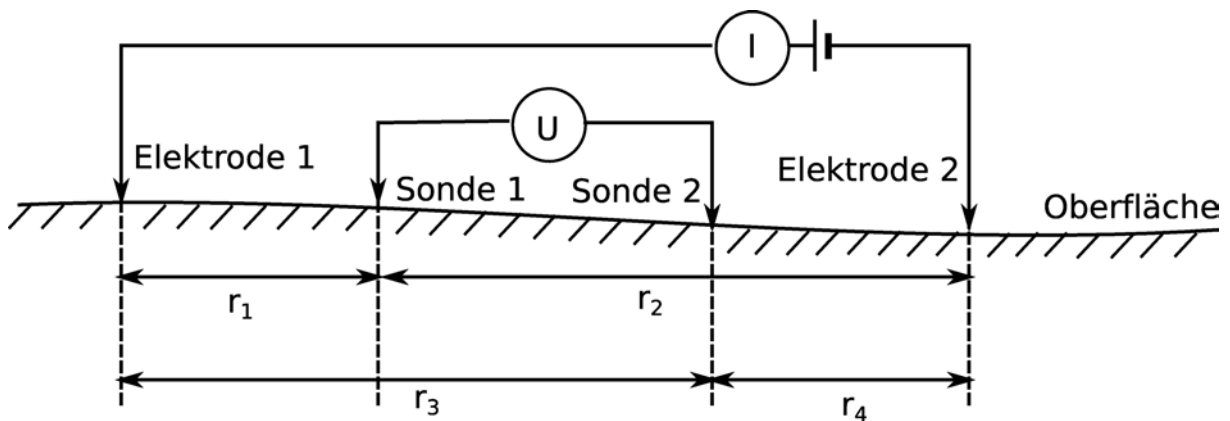 I
U
Elektrode 1
Sonde 1
Sonde 2
Elektrode 2
Oberfläche
r₁
r₂
r₃
r₄